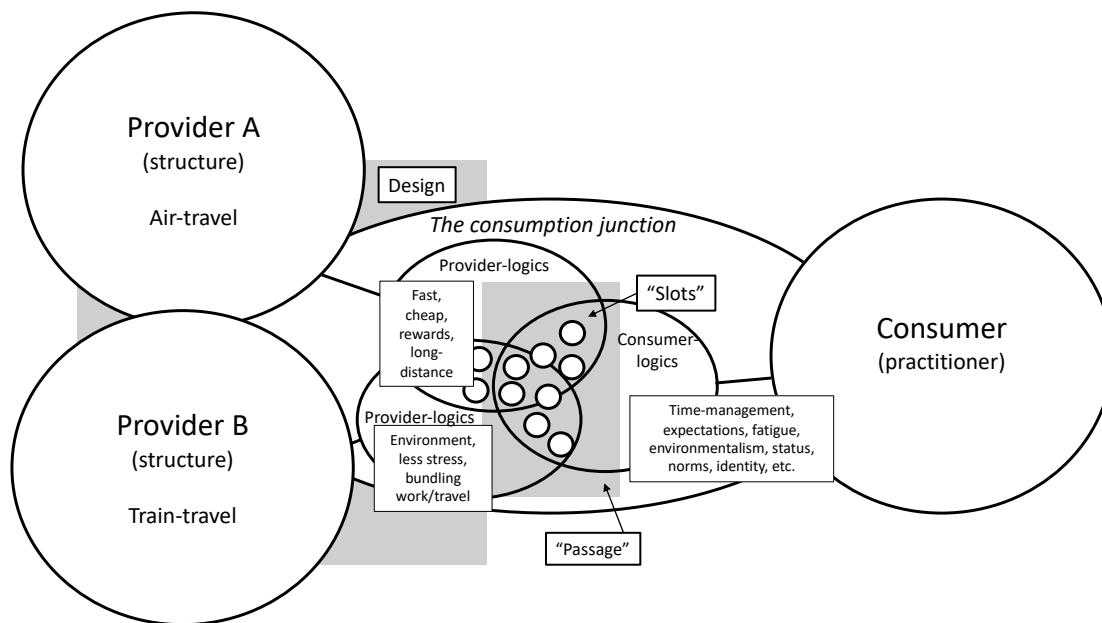 Provider A
(structure)
Air-travel
Design
The consumption junction
Provider-logics
Fast,
cheap,
rewards,
long-
distance
“Slots”
Consumer-
logics
Consumer
(practitioner)
Provider B
(structure)
Train-travel
Provider-logics
Environment,
less stress,
bundling
work/travel
Time-management,
expectations, fatigue,
environmentalism, status,
norms, identity, etc.
“Passage”